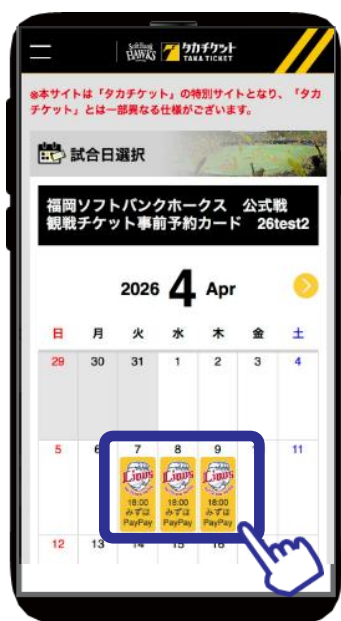 SoftBank HAWKS タカチケット TAKA TICKET
※本サイトは「タカチケット」の特別サイトとなり、「タカ
チケット」とは一部異なる仕様がございます。
試合日選択
福岡ソフトバンクホークス 公式戦
観戦チケット事前予約カード 26test2
2026 4 Apr
日 月 火 水 木 金 土
29 30 31 1 2 3 4
5 6 7 8 9 11
Lions Lions Lions
18:00 18:00 18:00
みずほ みずほ みずほ
PayPay PayPay PayPay
12 13 14 15 16